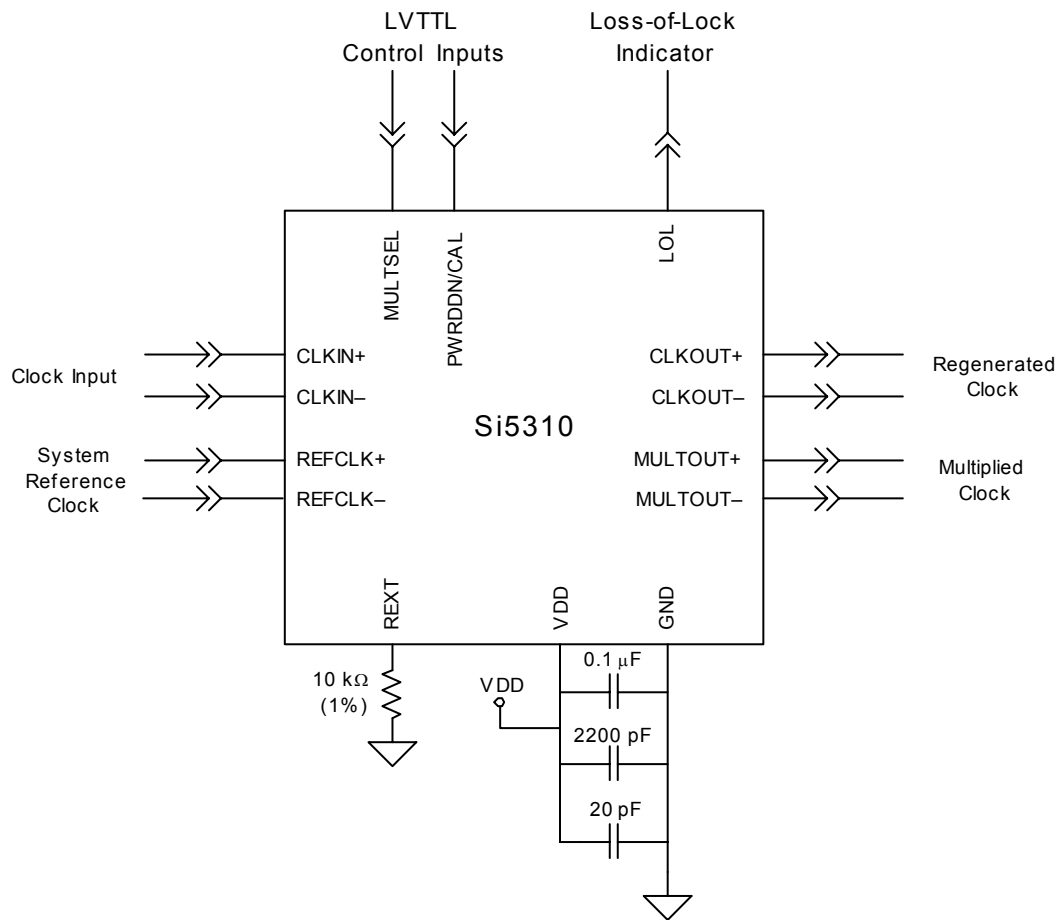 LVTTL
Control Inputs
Loss-of-Lock
Indicator
MULTSEL
PWRDDN/CAL
LOL
Clock Input
CLKIN+
CLKIN–
System
Reference
Clock
REFCLK+
REFCLK–
Si5310
CLKOUT+
CLKOUT–
Regenerated
Clock
MULTOUT+
MULTOUT–
Multiplied
Clock
REXT
VDD
GND
10 kΩ
(1%)
VDD
0.1 μF
2200 pF
20 pF